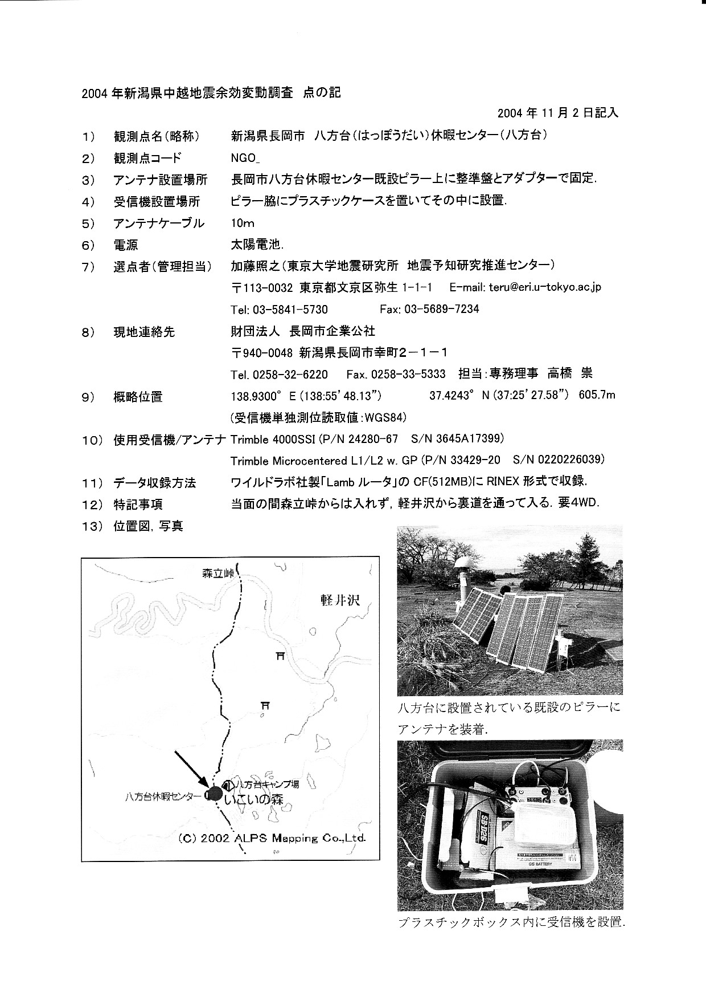 2004 年新潟県中越地震余効変動調査　点の記
2004 年 11 月 2 日記入
1)　観測点名(略称)　新潟県長岡市　八方台(はっぽうだい)休暇センター(八方台)
2)　観測点コード　NGO_
3)　アンテナ設置場所　長岡市八方台休暇センター既設ピラー上に整準盤とアダプターで固定.
4)　受信機設置場所　ピラー脇にプラスチックケースを置いてその中に設置.
5)　アンテナケーブル　10m
6)　電源　太陽電池.
7)　選点者(管理担当)　加藤照之(東京大学地震研究所　地震予知研究推進センター)
〒113-0032 東京都文京区弥生 1-1-1　E-mail: teru@eri.u-tokyo.ac.jp
Tel: 03-5841-5730　Fax: 03-5689-7234
8)　現地連絡先　財団法人　長岡市企業公社
〒940-0048 新潟県長岡市幸町２－１－１
Tel. 0258-32-6220　Fax. 0258-33-5333　担当:専務理事　高橋　崇
9)　概略位置　138.9300°E (138:55'48.13")　37.4243°N (37:25'27.58")　605.7m
(受信機単独測位読取値:WGS84)
10)　使用受信機/アンテナ Trimble 4000SSI (P/N 24280-67　S/N 3645A17399)
Trimble Microcentered L1/L2 w. GP (P/N 33429-20　S/N 0220226039)
11)　データ収録方法　ワイルドラボ社製「Lamb ルータ」の CF(512MB)に RINEX 形式で収録.
12)　特記事項　当面の間森立峠からは入れず, 軽井沢から裏道を通って入る. 要4WD.
13)　位置図, 写真
森立峠
軽井沢
八方台キャンプ場
八方台休暇センター
いこいの森
(C) 2002 ALPS Mapping Co.,Ltd.
八方台に設置されている既設のピラーに
アンテナを装着.
GS BATTERY
プラスチックボックス内に受信機を設置.